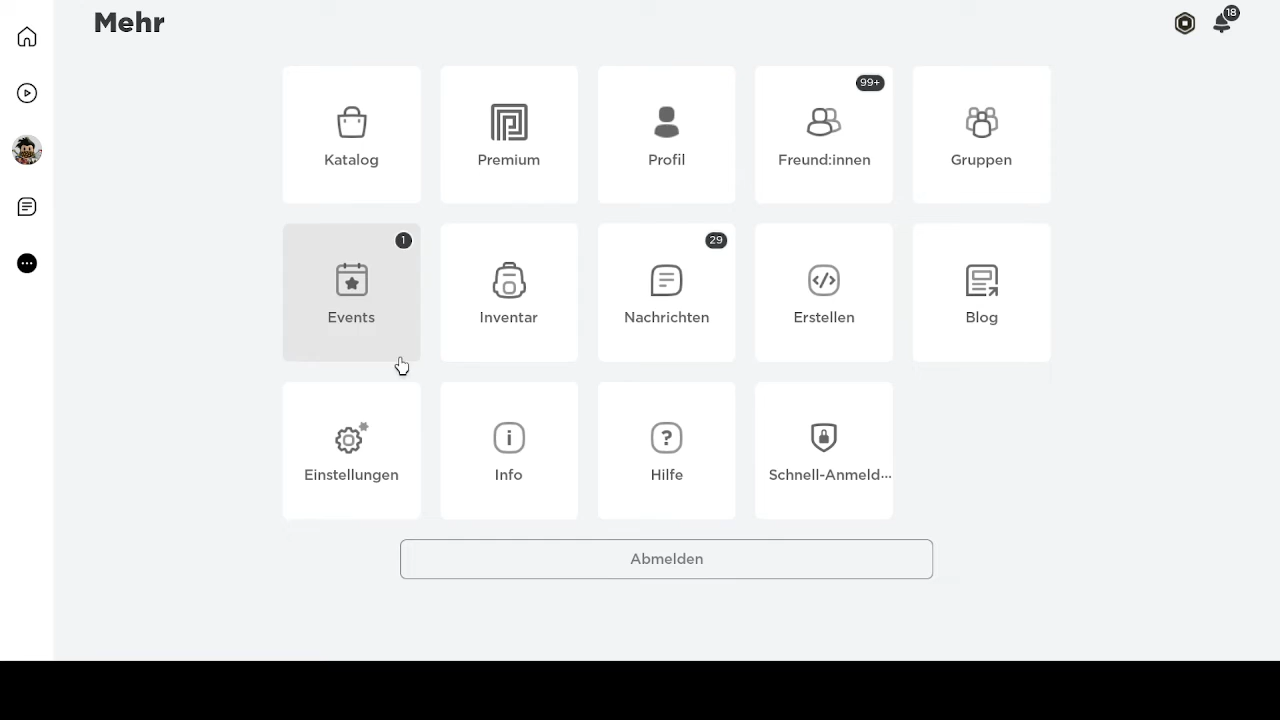 Mehr
18
Katalog
Premium
Profil
99+
Freund:innen
Gruppen
1
Events
Inventar
29
Nachrichten
Erstellen
Blog
Einstellungen
Info
Hilfe
Schnell-Anmeld...
Abmelden